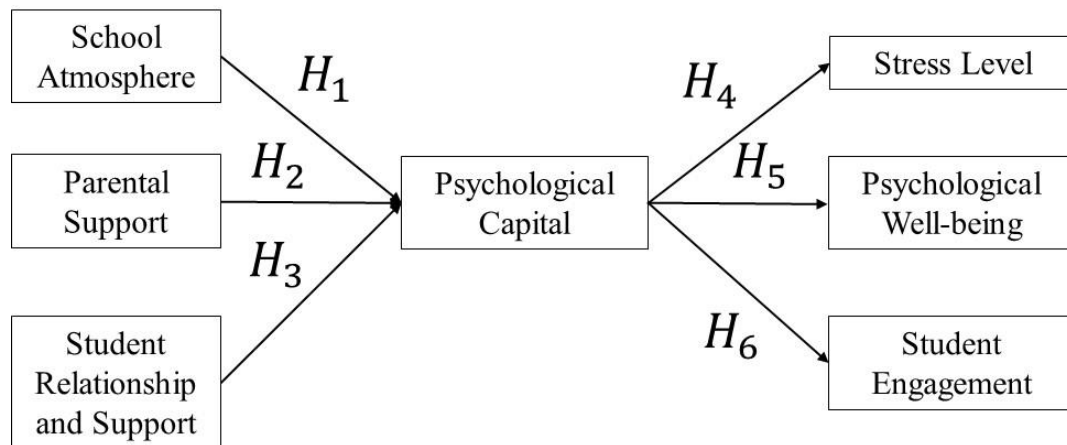 School
Atmosphere
H₁
Parental
Support
H₂
Student
Relationship
and Support
H₃
Psychological
Capital
H₄
Stress Level
H₅
Psychological
Well-being
H₆
Student
Engagement